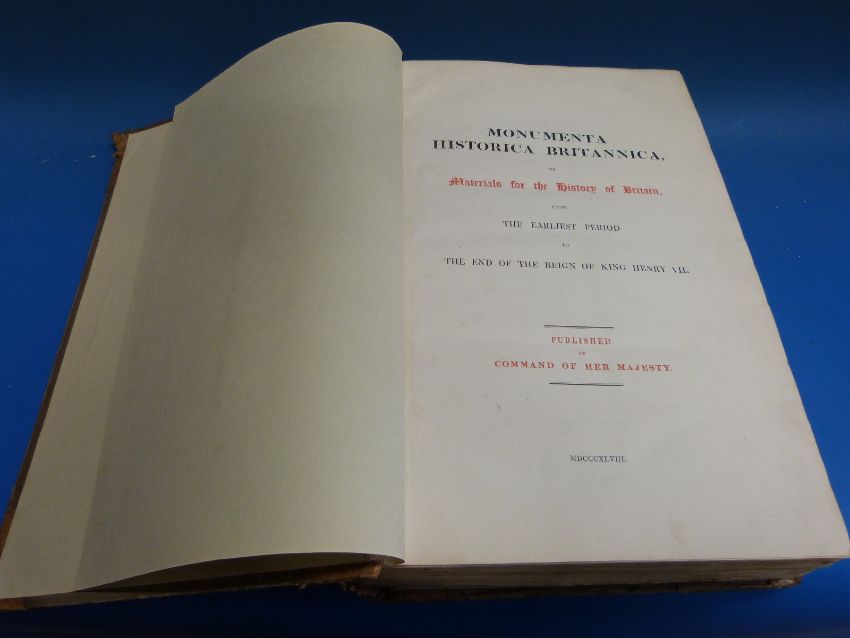 MONUMENTA
HISTORICA BRITANNICA,
OR
Materials for the History of Britain,
FROM
THE EARLIEST PERIOD
TO
THE END OF THE REIGN OF KING HENRY VII.
PUBLISHED
BY
COMMAND OF HER MAJESTY.
MDCCCXLVIII.